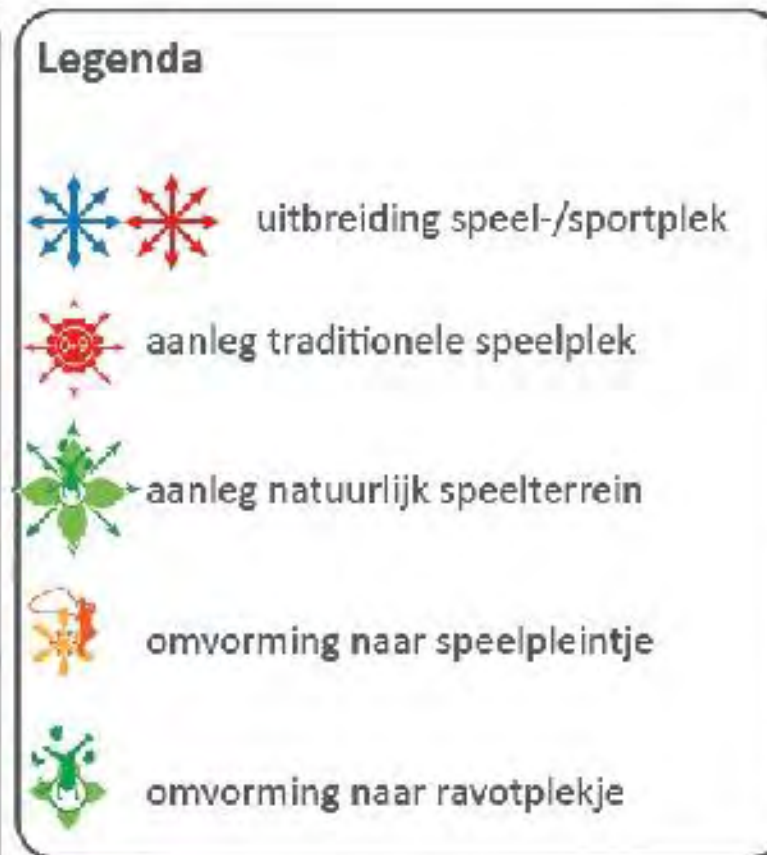 Legenda
uitbreiding speel-/sportplek
aanleg traditionele speelplek
aanleg natuurlijk speelterrein
omvorming naar speelpleintje
omvorming naar ravotplekje